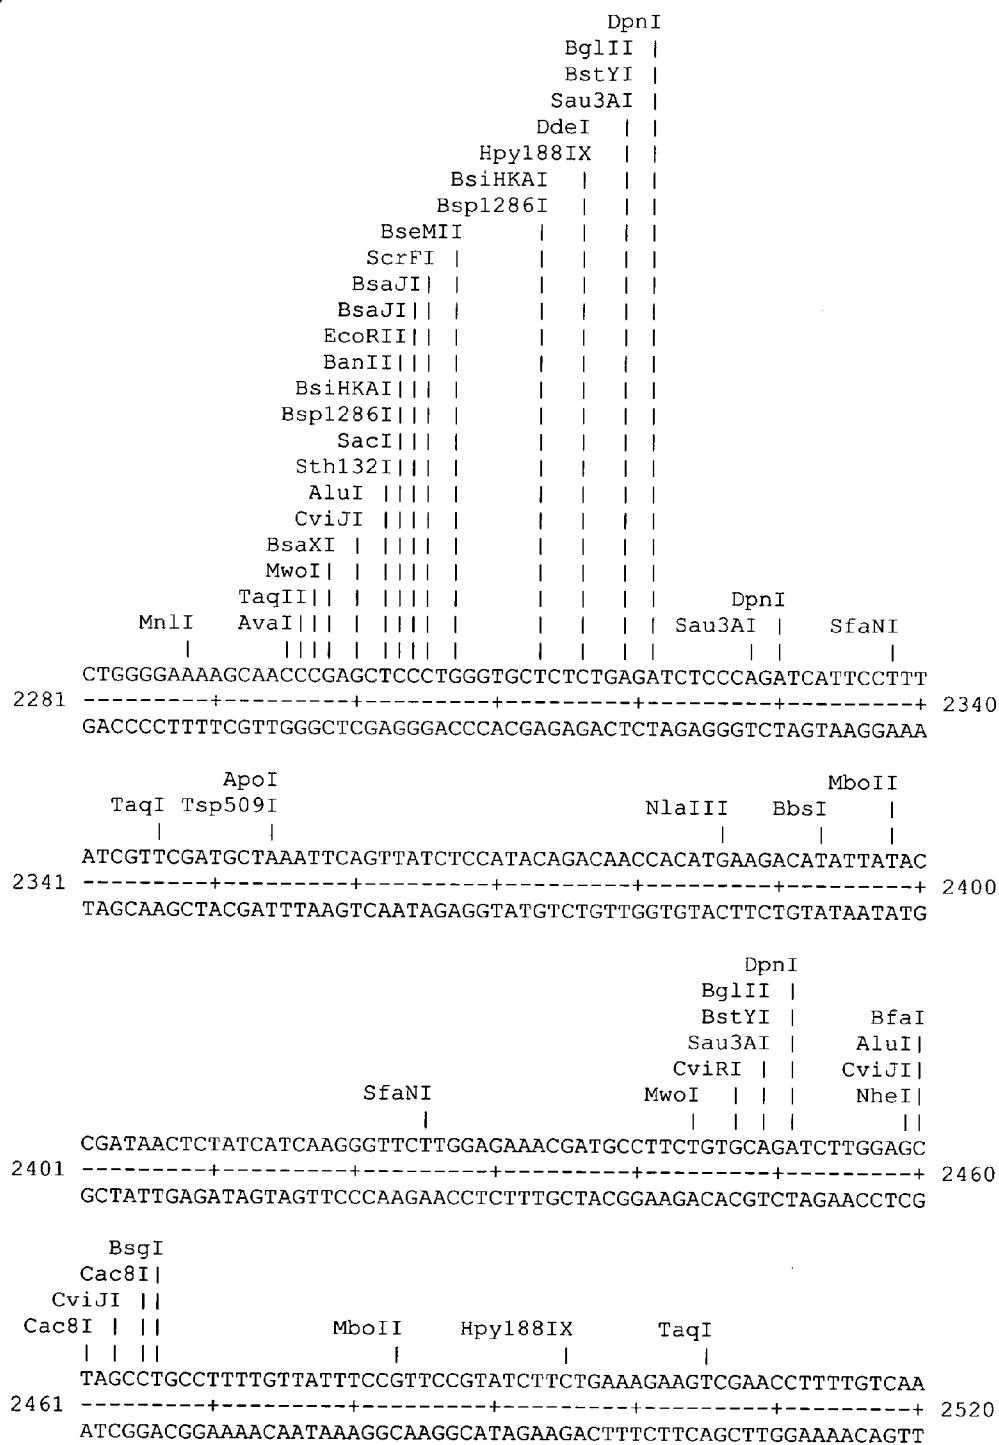 DpnI
BglII
BstYI |
Sau3AI |
DdeI | |
Hpy188IX | |
BsiHKAI | | |
Bsp1286I | | |
BseMII | | | |
ScrFI | | | | |
BsaJI| | | | | |
BsaJI|| | | | | |
EcoRII|| | | | | |
BanII||| | | | | |
BsiHKAI||| | | | | |
Bsp1286I||| | | | | |
SacI||| | | | | |
Sth132I||| | | | | |
AluI |||| | | | | |
CviJI |||| | | | | |
BsaXI | |||| | | | | |
MwoI| | |||| | | | | |
TaqII|| | |||| | | | | | DpnI
MnlI AvaI||| | |||| | | | | | Sau3AI | SfaNI
| |||| | |||| | | | | | | | |
CTGGGGAAAAGCAACCCGAGCTCCCTGGGTGCTCTCTGAGATCTCCCAGATCATTCCTTT
2281 ---------+---------+---------+---------+---------+---------+ 2340
GACCCCTTTTCGTTGGGCTCGAGGGACCCACGAGAGACTCTAGAGGGTCTAGTAAGGAAA
ApoI MboII
TaqI Tsp509I NlaIII BbsI |
| | | | |
ATCGTTCGATGCTAAATTCAGTTATCTCCATACAGACAACCACATGAAGACATATTATAC
2341 ---------+---------+---------+---------+---------+---------+ 2400
TAGCAAGCTACGATTTAAGTCAATAGAGGTATGTCTGTTGGTGTACTTCTGTATAATATG
DpnI
BglII |
BstYI | BfaI
Sau3AI | AluI|
CviRI | | CviJI|
SfaNI MwoI | | | NheI|
| | | | | ||
CGATAACTCTATCATCAAGGGTTCTTGGAGAAACGATGCCTTCTGTGCAGATCTTGGAGC
2401 ---------+---------+---------+---------+---------+---------+ 2460
GCTATTGAGATAGTAGTTCCCAAGAACCTCTTTGCTACGGAAGACACGTCTAGAACCTCG
BsgI
Cac8I|
CviJI ||
Cac8I | || MboII Hpy188IX TaqI
| | || | | |
TAGCCTGCCTTTTGTTATTTCCGTTCCGTATCTTCTGAAAGAAGTCGAACCTTTTGTCAA
2461 ---------+---------+---------+---------+---------+---------+ 2520
ATCGGACGGAAAACAATAAAGGCAAGGCATAGAAGACTTTCTTCAGCTTGGAAAACAGTT